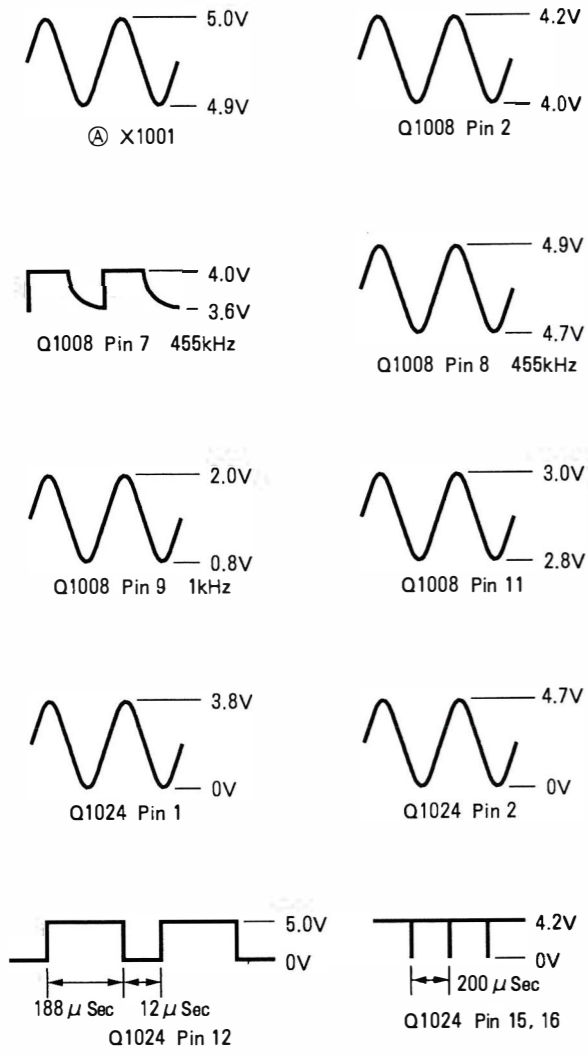 5.0V
4.9V
Ⓐ X1001
4.2V
4.0V
Q1008 Pin 2
4.0V
3.6V
Q1008 Pin 7 455kHz
4.9V
4.7V
Q1008 Pin 8 455kHz
2.0V
0.8V
Q1008 Pin 9 1kHz
3.0V
2.8V
Q1008 Pin 11
3.8V
0V
Q1024 Pin 1
4.7V
0V
Q1024 Pin 2
5.0V
0V
188 μ Sec 12 μ Sec
Q1024 Pin 12
4.2V
0V
200 μ Sec
Q1024 Pin 15, 16